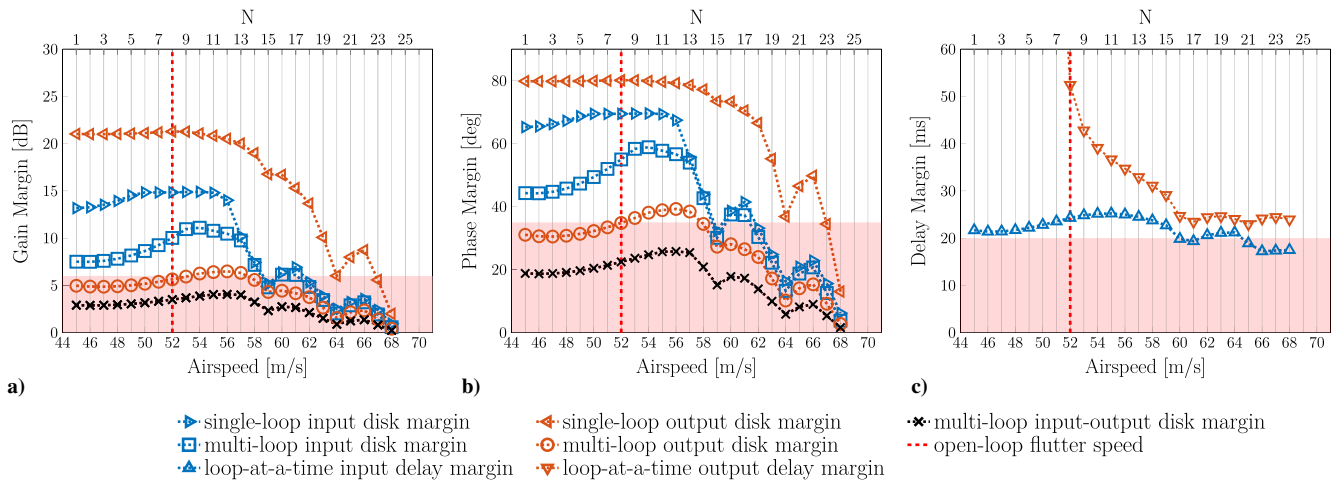 N
1 3 5 7 9 11 13 15 17 19 21 23 25
30
25
20
15
10
5
0
Gain Margin [dB]
44 46 48 50 52 54 56 58 60 62 64 66 68 70
Airspeed [m/s]
a)
N
1 3 5 7 9 11 13 15 17 19 21 23 25
80
60
40
20
0
Phase Margin [deg]
44 46 48 50 52 54 56 58 60 62 64 66 68 70
Airspeed [m/s]
b)
N
1 3 5 7 9 11 13 15 17 19 21 23 25
60
50
40
30
20
10
0
Delay Margin [ms]
44 46 48 50 52 54 56 58 60 62 64 66 68 70
Airspeed [m/s]
c)
single-loop input disk margin
multi-loop input disk margin
loop-at-a-time input delay margin
single-loop output disk margin
multi-loop output disk margin
loop-at-a-time output delay margin
multi-loop input-output disk margin
open-loop flutter speed